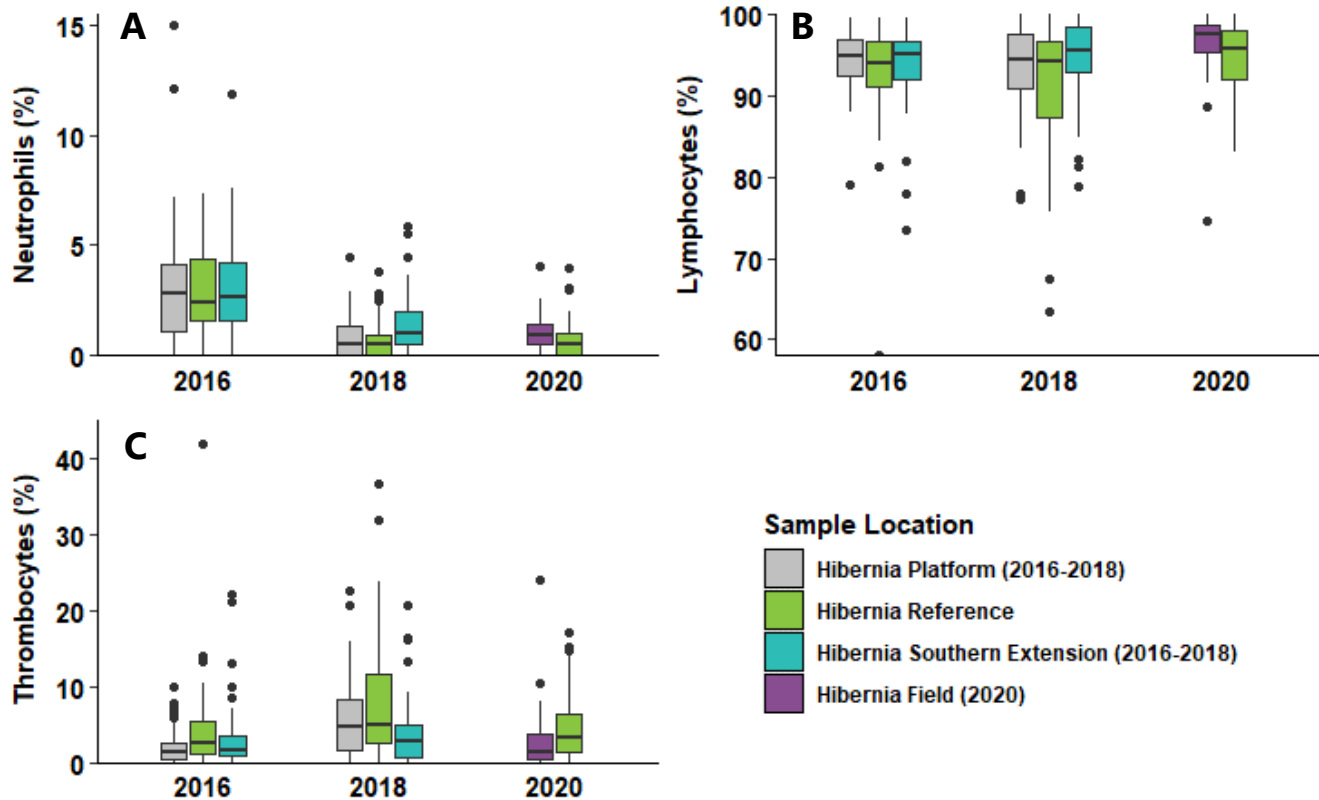 A
Neutrophils (%)
15
10
5
0
2016 2018 2020
B
Lymphocytes (%)
100
90
80
70
60
2016 2018 2020
C
Thrombocytes (%)
40
30
20
10
0
2016 2018 2020
Sample Location
Hibernia Platform (2016-2018)
Hibernia Reference
Hibernia Southern Extension (2016-2018)
Hibernia Field (2020)